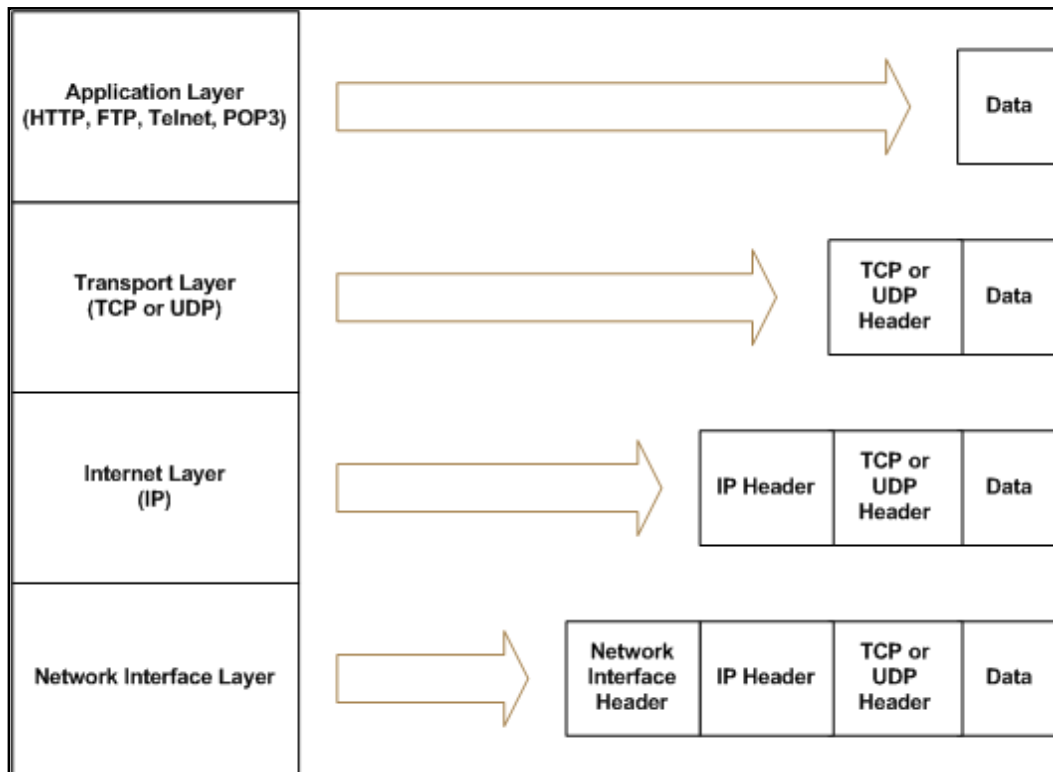 Application Layer
(HTTP, FTP, Telnet, POP3)
Data
Transport Layer
(TCP or UDP)
TCP or
UDP
Header
Data
Internet Layer
(IP)
IP Header
TCP or
UDP
Header
Data
Network Interface Layer
Network
Interface
Header
IP Header
TCP or
UDP
Header
Data